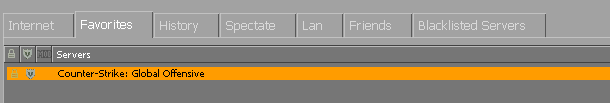 Internet Favorites History Spectate Lan Friends Blacklisted Servers
Servers
Counter-Strike: Global Offensive